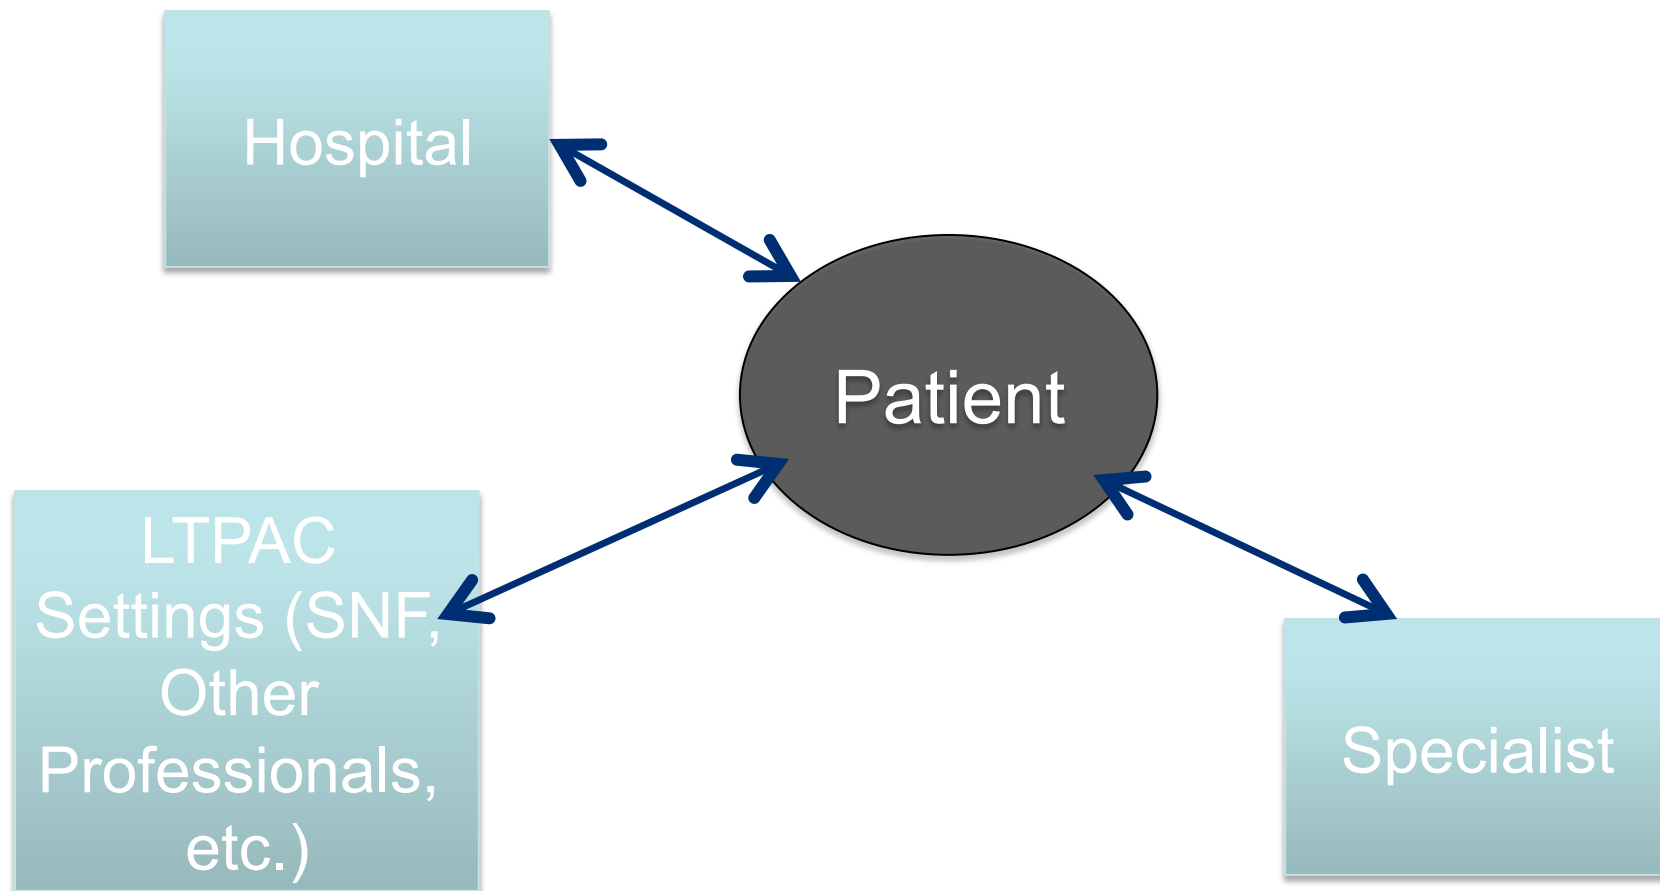 Hospital
Patient
LTPAC
Settings (SNF,
Other
Professionals,
etc.)
Specialist